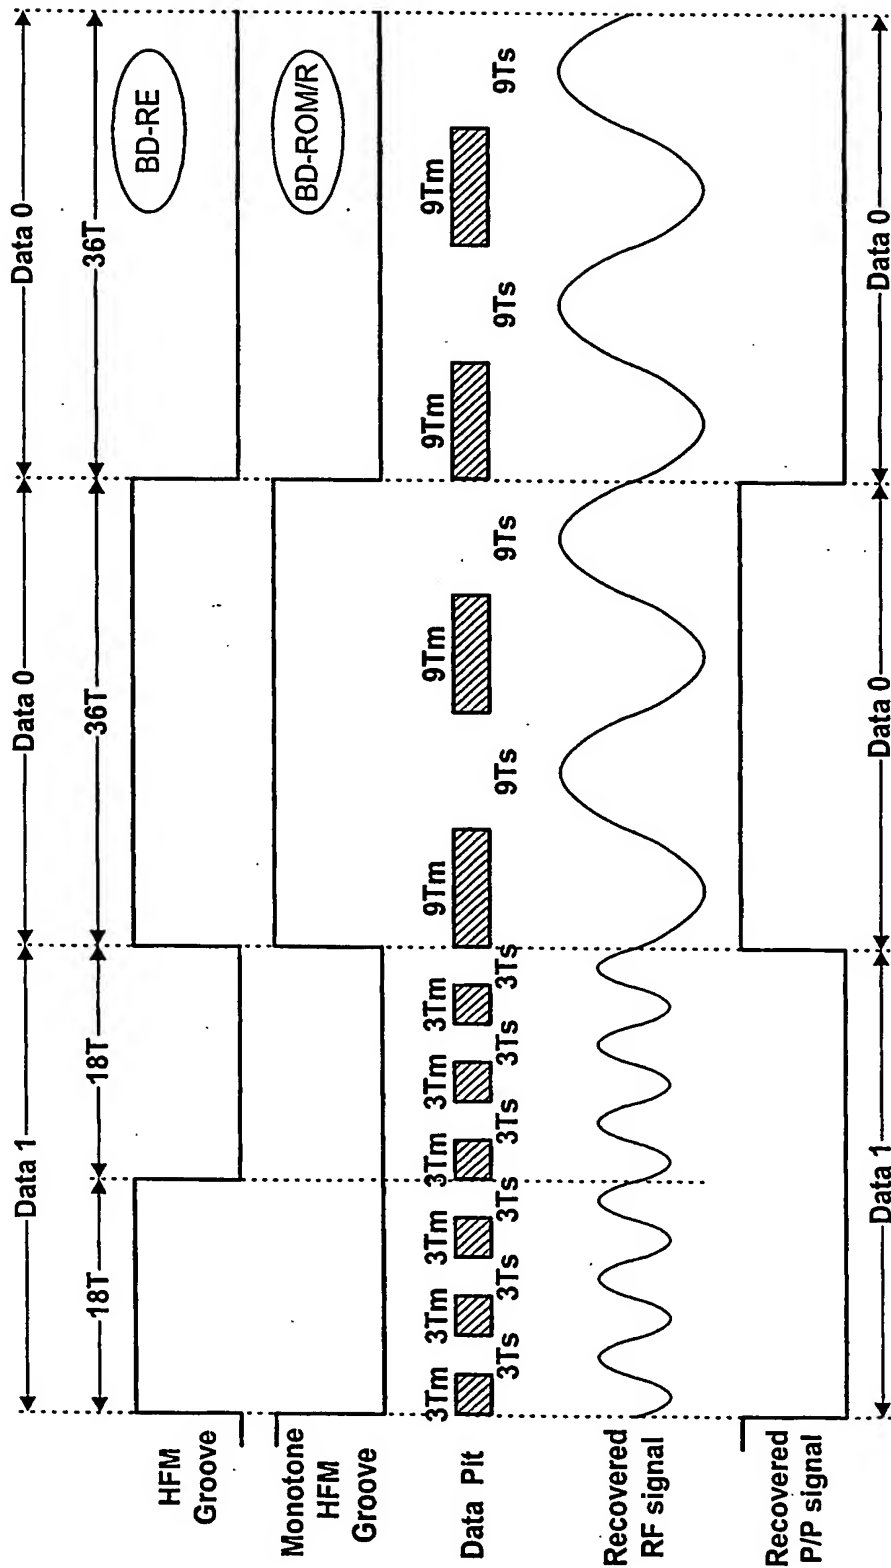 Data 1 Data 0 Data 0
18T 18T 36T 36T
HFM
Groove
BD-RE
Monotone
HFM
Groove
BD-ROM/R
3Tm 3Tm 3Tm 3Tm 3Tm 3Tm 9Tm 9Tm 9Tm 9Tm
Data Pit
3Ts 3Ts 3Ts 3Ts 3Ts 3Ts 9Ts 9Ts 9Ts 9Ts
Recovered
RF signal
Recovered
P/P signal
Data 1 Data 0 Data 0